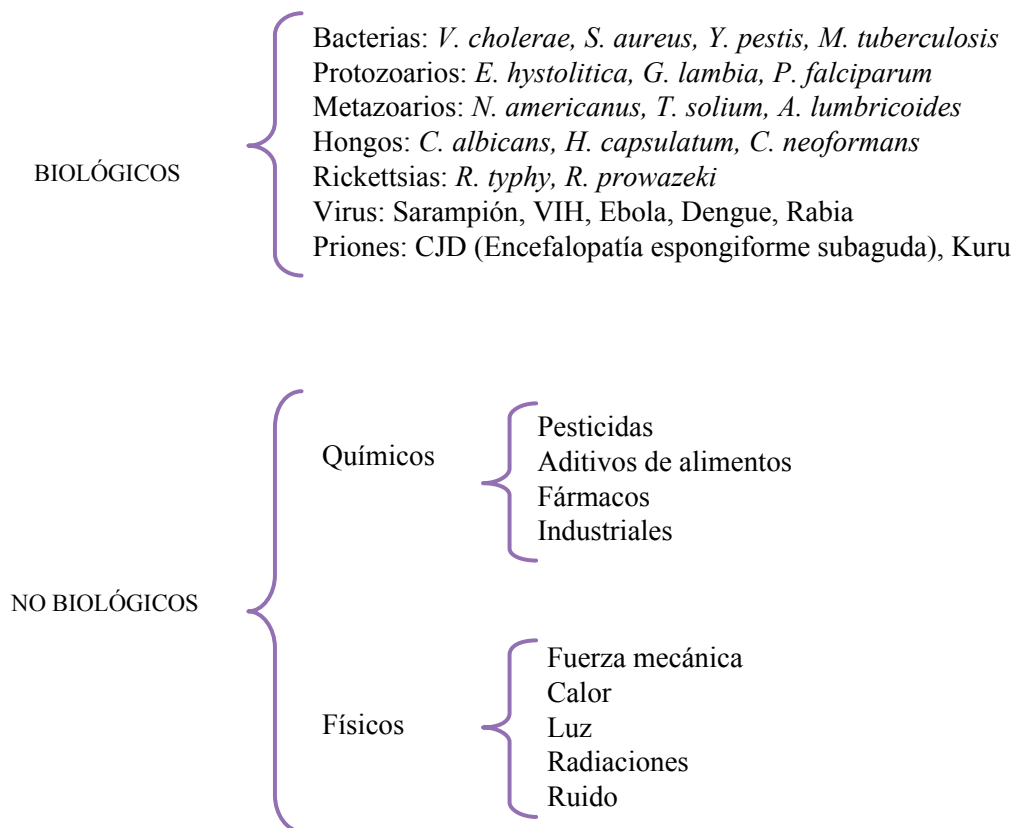 Bacterias: V. cholerae, S. aureus, Y. pestis, M. tuberculosis
Protozoarios: E. hystolitica, G. lambia, P. falciparum
Metazoarios: N. americanus, T. solium, A. lumbricoides
Hongos: C. albicans, H. capsulatum, C. neoformans
BIOLÓGICOS
Rickettsias: R. typhy, R. prowazeki
Virus: Sarampión, VIH, Ebola, Dengue, Rabia
Priones: CJD (Encefalopatía espongiforme subaguda), Kuru
NO BIOLÓGICOS
Químicos
Pesticidas
Aditivos de alimentos
Fármacos
Industriales
Físicos
Fuerza mecánica
Calor
Luz
Radiaciones
Ruido